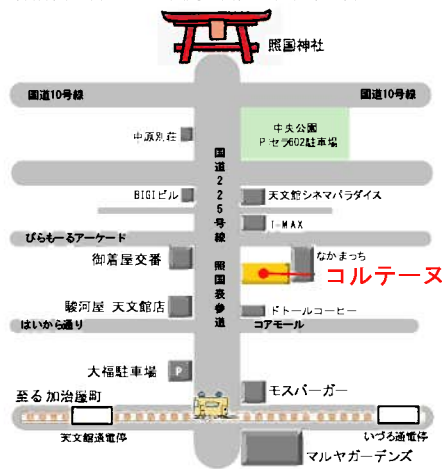 照国神社
国道10号線
国道10号線
中原別荘
中央公園
Pセラ602駐車場
国道225号線
BIGIビル
天文館シネマパラダイス
I-MAX
ぴらもーるアーケード
御着屋交番
照国表参道
なかまっち
コルテーヌ
駿河屋 天文館店
ドトールコーヒー
はいから通り
コアモール
大福駐車場
P
モスバーガー
至る加治屋町
天文館通電停
いづろ通電停
マルヤガーデンズ